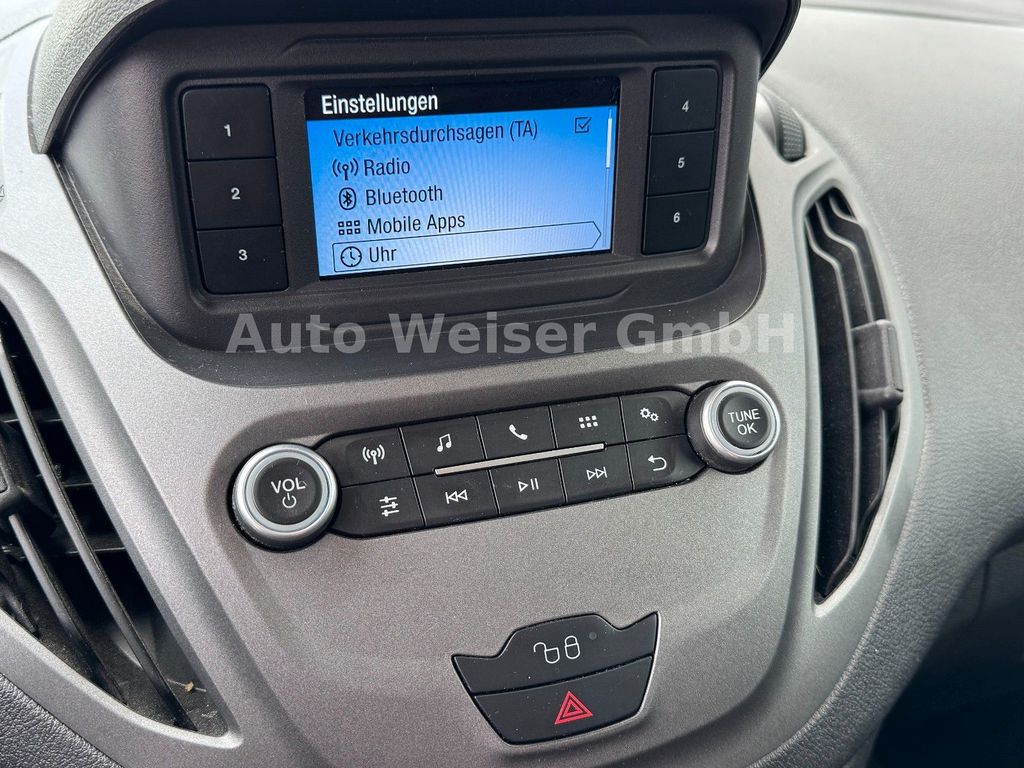 Einstellungen
Verkehrsdurchsagen (TA)
Radio
Bluetooth
Mobile Apps
Uhr
1
2
3
4
5
6
Auto Weiser GmbH
VOL
TUNE
OK